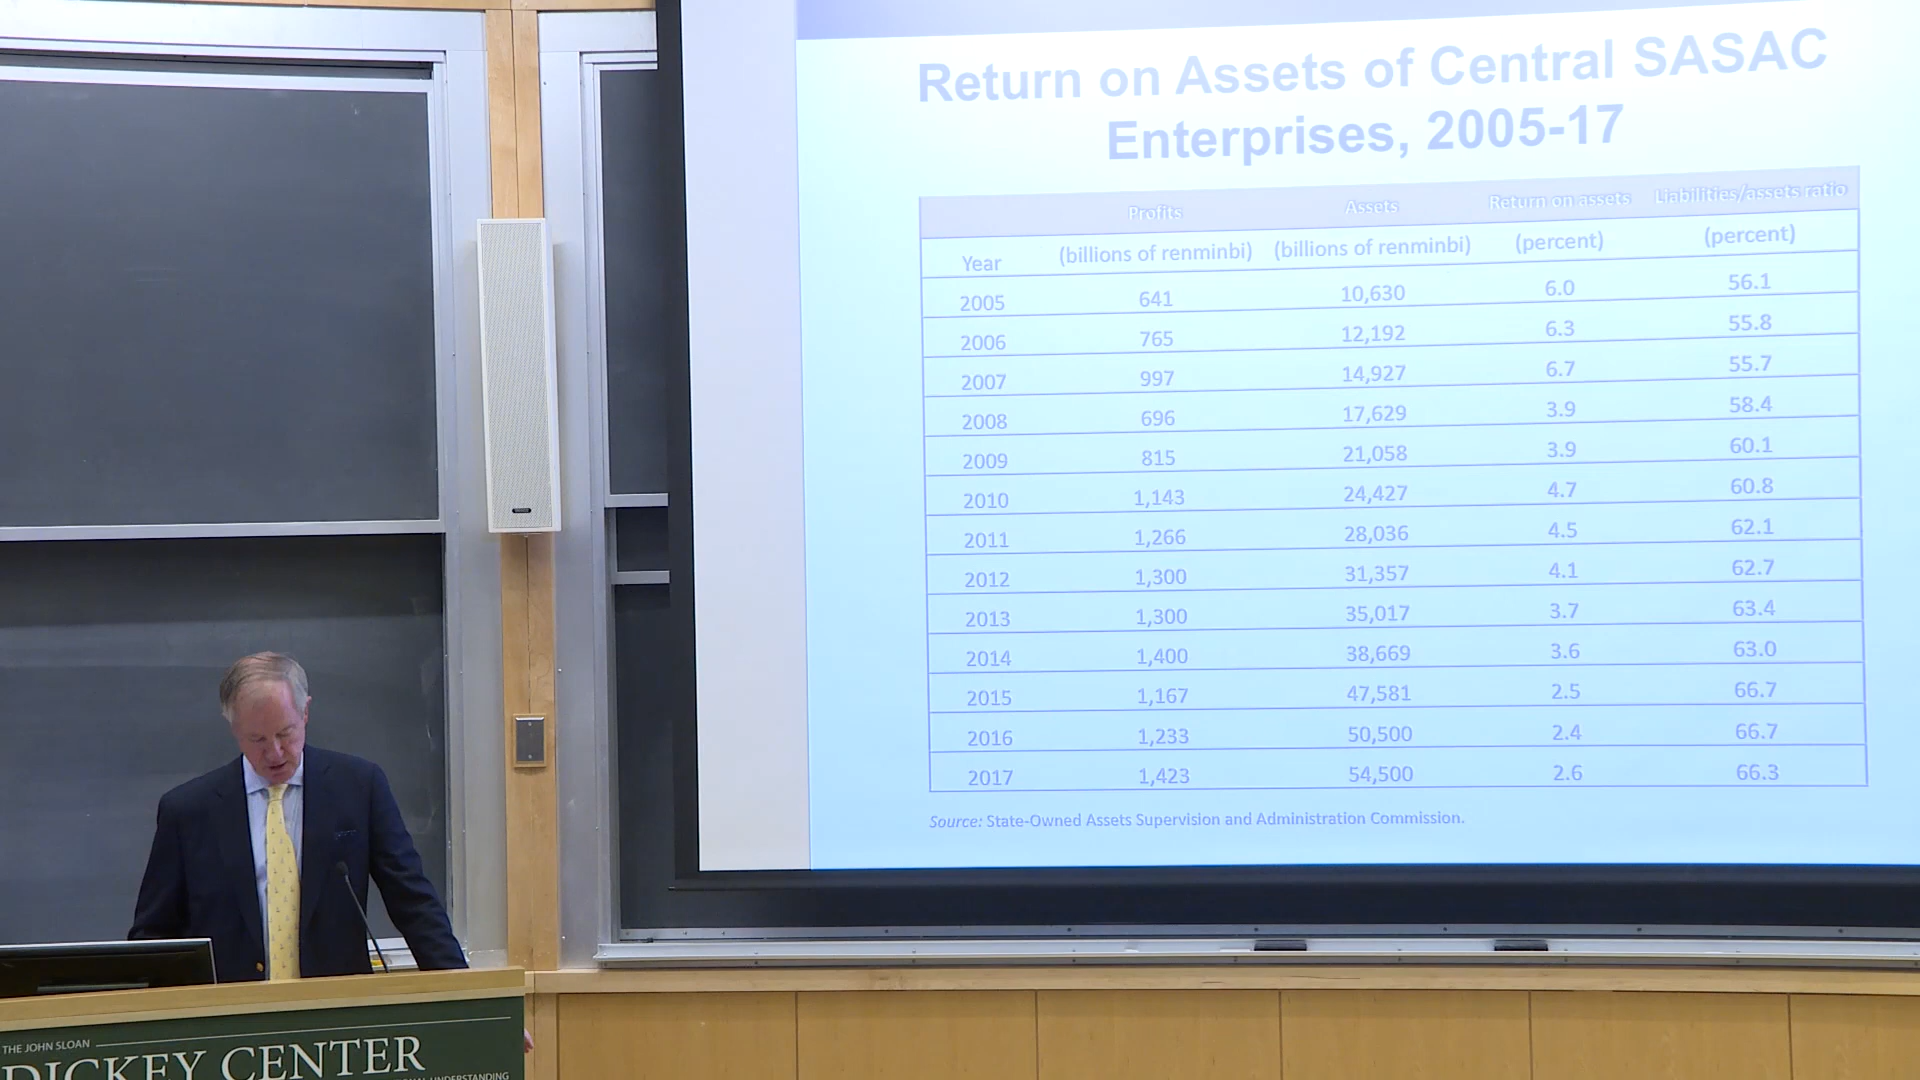 Return on Assets of Central SASAC
Enterprises, 2005-17
Profits Assets Return on assets Liabilities/assets ratio
Year (billions of renminbi) (billions of renminbi) (percent) (percent)
2005 641 10,630 6.0 56.1
2006 765 12,192 6.3 55.8
2007 997 14,927 6.7 55.7
2008 696 17,629 3.9 58.4
2009 815 21,058 3.9 60.1
2010 1,143 24,427 4.7 60.8
2011 1,266 28,036 4.5 62.1
2012 1,300 31,357 4.1 62.7
2013 1,300 35,017 3.7 63.4
2014 1,400 38,669 3.6 63.0
2015 1,167 47,581 2.5 66.7
2016 1,233 50,500 2.4 66.7
2017 1,423 54,500 2.6 66.3
Source: State-Owned Assets Supervision and Administration Commission.
THE JOHN SLOAN
DICKEY CENTER
UNDERSTANDING